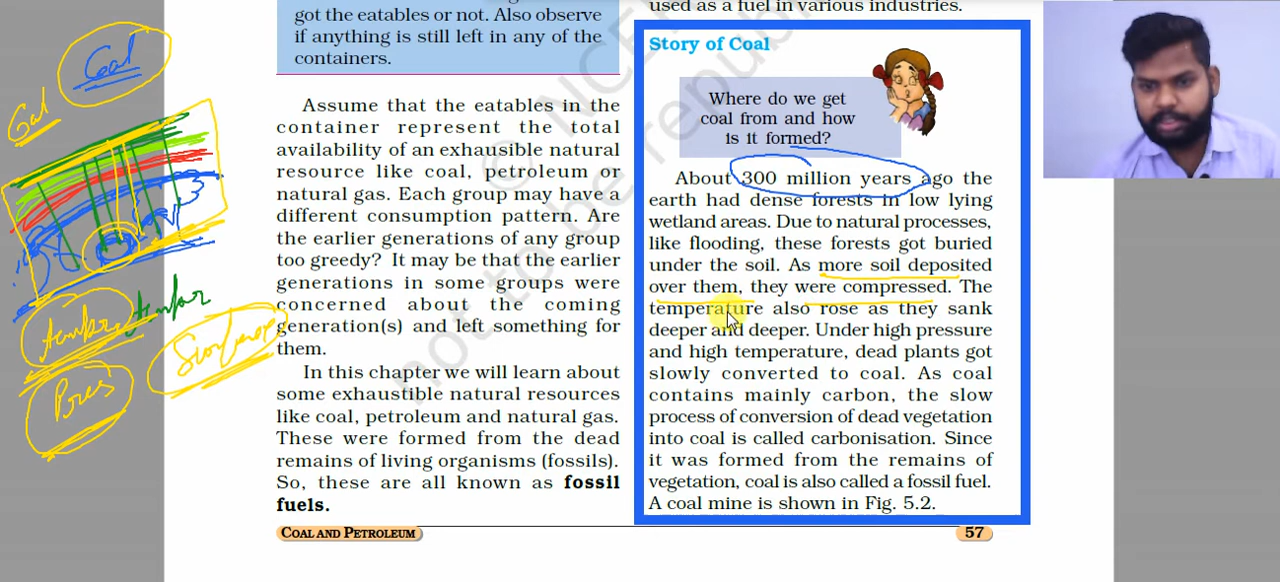 got the eatables or not. Also observe
if anything is still left in any of the
containers.
Assume that the eatables in the
container represent the total
availability of an exhausible natural
resource like coal, petroleum or
natural gas. Each group may have a
different consumption pattern. Are
the earlier generations of any group
too greedy? It may be that the earlier
generations in some groups were
concerned about the coming
generation(s) and left something for
them.
In this chapter we will learn about
some exhaustible natural resources
like coal, petroleum and natural gas.
These were formed from the dead
remains of living organisms (fossils).
So, these are all known as fossil
fuels.
used as a fuel in various industries.
Story of Coal
Where do we get
coal from and how
is it formed?
About 300 million years ago the
earth had dense forests in low lying
wetland areas. Due to natural processes,
like flooding, these forests got buried
under the soil. As more soil deposited
over them, they were compressed. The
temperature also rose as they sank
deeper and deeper. Under high pressure
and high temperature, dead plants got
slowly converted to coal. As coal
contains mainly carbon, the slow
process of conversion of dead vegetation
into coal is called carbonisation. Since
it was formed from the remains of
vegetation, coal is also called a fossil fuel.
A coal mine is shown in Fig. 5.2.
COAL AND PETROLEUM
57
Coal
Coal
not to be republ
© NCE